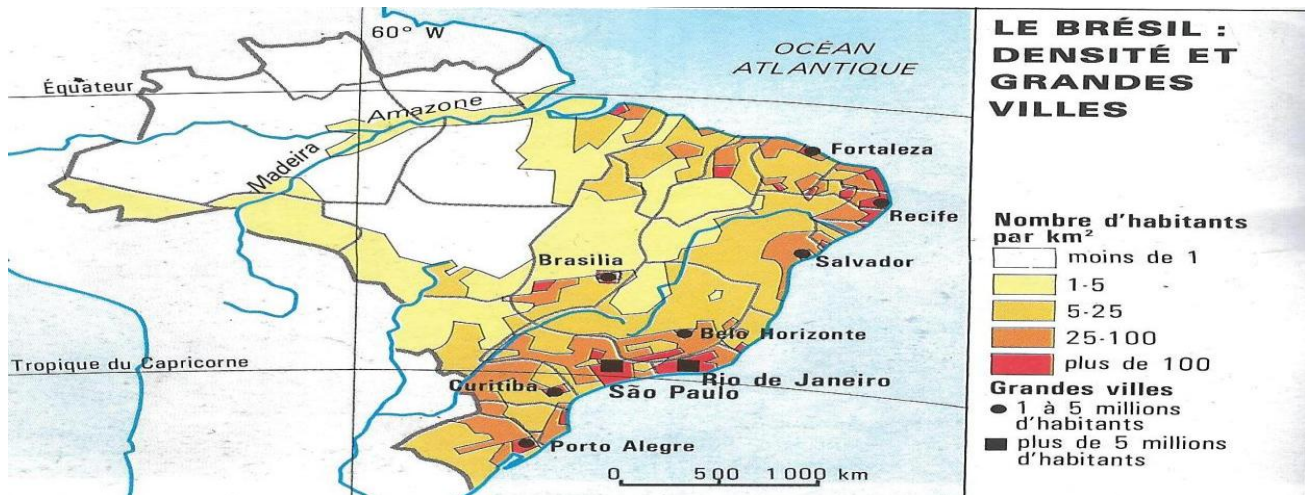 LE BRÉSIL :
DENSITÉ ET
GRANDES
VILLES
60° W
OCÉAN
ATLANTIQUE
Équateur
Amazone
Madeira
Fortaleza
Recife
Brasilia
Salvador
Belo Horizonte
Tropique du Capricorne
Curitiba
São Paulo
Rio de Janeiro
Porto Alegre
0 500 1 000 km
Nombre d'habitants
par km²
moins de 1
1-5
5-25
25-100
plus de 100
Grandes villes
1 à 5 millions
d'habitants
plus de 5 millions
d'habitants